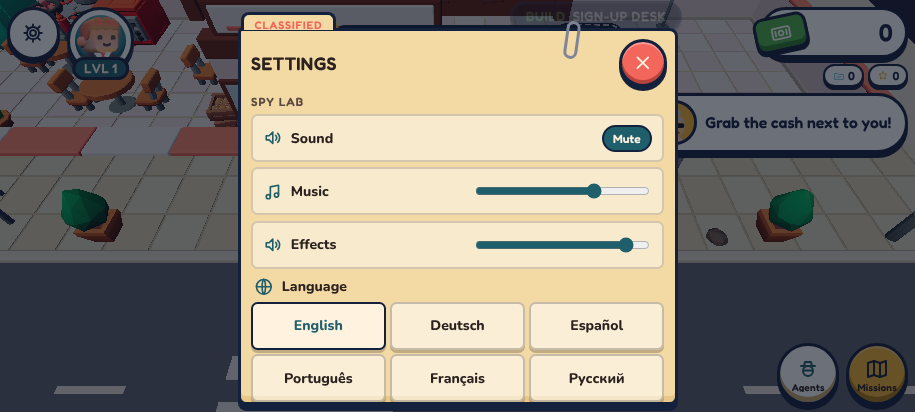 BUILD SIGN-UP DESK
CLASSIFIED
LVL 1
0
SETTINGS
0
0
SPY LAB
Grab the cash next to you!
Sound
Mute
Music
Effects
Language
English
Deutsch
Español
Português
Français
Русский
Agents
Missions